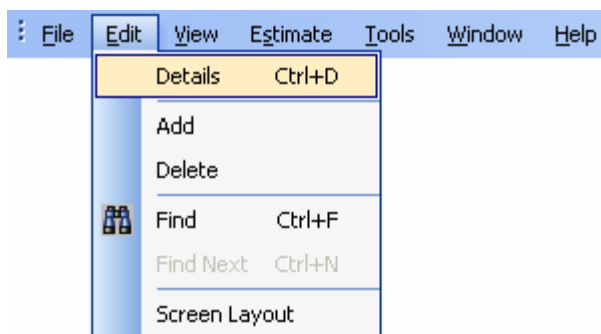 File Edit View Estimate Tools Window Help
Details Ctrl+D
Add
Delete
Find Ctrl+F
Find Next Ctrl+N
Screen Layout